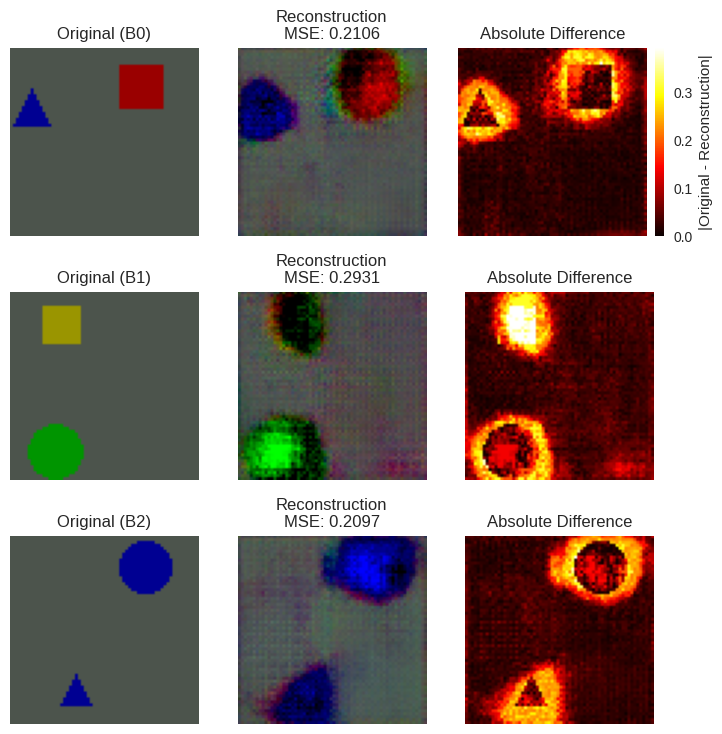 Original (B0)
Reconstruction
MSE: 0.2106
Absolute Difference
0.3
0.2
0.1
0.0
|Original - Reconstruction|
Original (B1)
Reconstruction
MSE: 0.2931
Absolute Difference
Original (B2)
Reconstruction
MSE: 0.2097
Absolute Difference